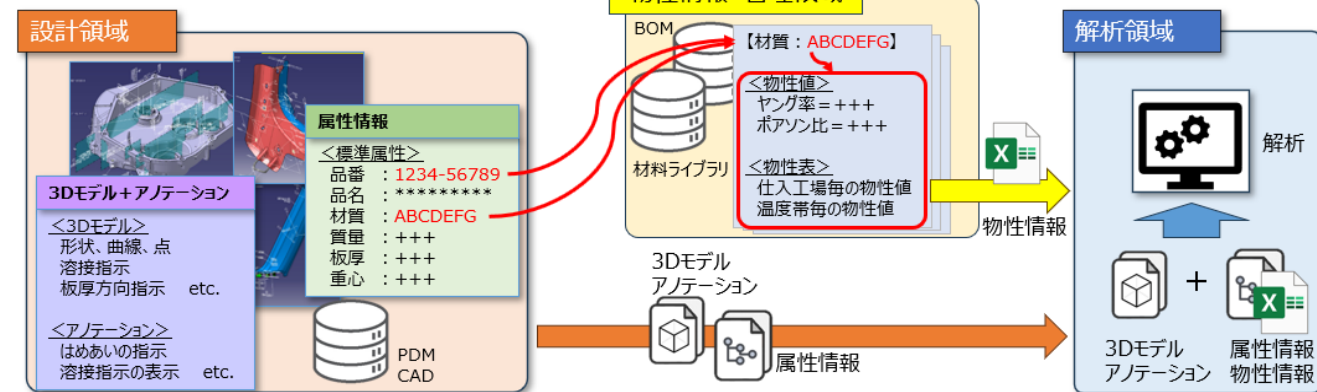 設計領域
属性情報
<標準属性>
品番 : 1234-56789
品名 : *********
材質 : ABCDEFG
質量 : +++
板厚 : +++
重心 : +++
3Dモデル+アノテーション
<3Dモデル>
形状、曲線、点
溶接指示
板厚方向指示 etc.
<アノテーション>
はめあいの指示
溶接指示の表示 etc.
PDM
CAD
BOM
材料ライブラリ
【材質：ABCDEFG】
<物性値>
ヤング率=+++
ポアソン比=+++
<物性表>
仕入工場毎の物性値
温度帯毎の物性値
物性情報
3Dモデル
アノテーション
属性情報
解析領域
解析
+
3Dモデル
アノテーション
属性情報
物性情報